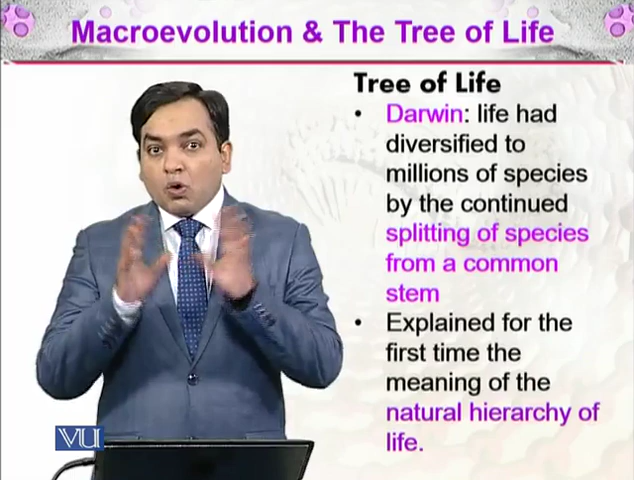 Macroevolution & The Tree of Life
Tree of Life
• Darwin: life had
diversified to
millions of species
by the continued
splitting of species
from a common
stem
• Explained for the
first time the
meaning of the
natural hierarchy of
life.
VU